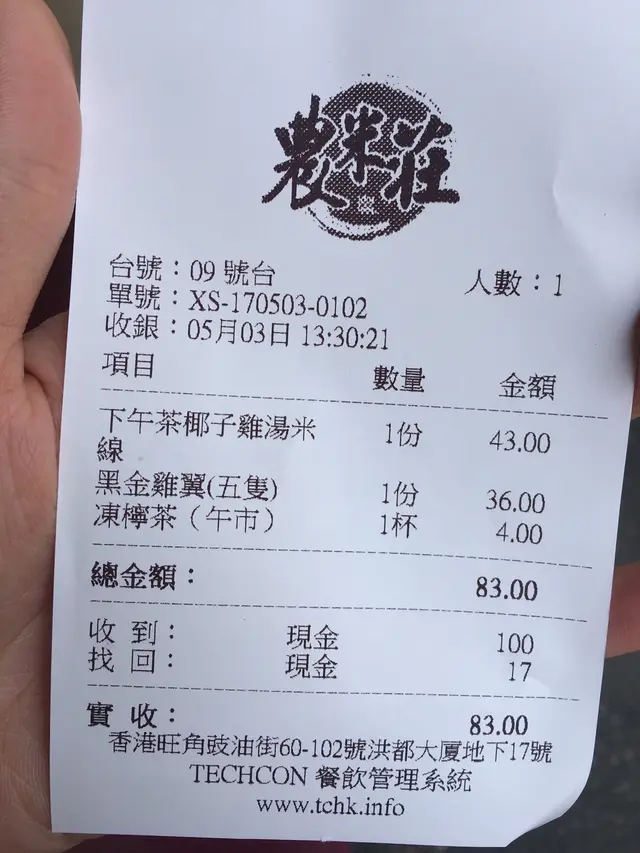 農米莊
台號：09 號台 人數：1
單號：XS-170503-0102
收銀：05月03日 13:30:21
項目 數量 金額
下午茶椰子雞湯米 1份 43.00
線
黑金雞翼(五隻) 1份 36.00
凍檸茶（午市） 1杯 4.00
總金額： 83.00
收 到： 現金 100
找 回： 現金 17
實 收： 83.00
香港旺角豉油街60-102號洪都大厦地下17號
TECHCON 餐飲管理系統
www.tchk.info